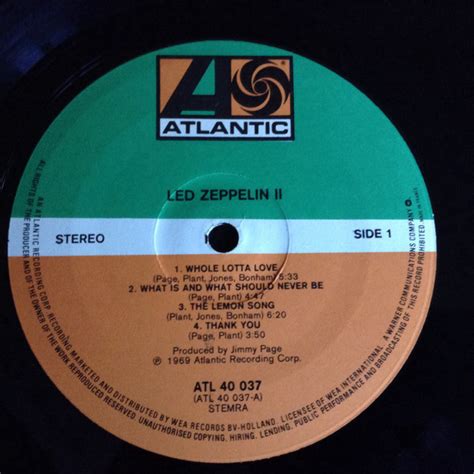 ATLANTIC
LED ZEPPELIN II
STEREO
SIDE 1
1. WHOLE LOTTA LOVE
(Page, Plant, Jones, Bonham) 5:33
2. WHAT IS AND WHAT SHOULD NEVER BE
(Page, Plant) 4:47
3. THE LEMON SONG
(Plant, Jones, Bonham) 6:20
4. THANK YOU
(Page, Plant) 3:50
Produced by Jimmy Page
℗ 1969 Atlantic Recording Corp.
ATL 40 037
(ATL 40 037-A)
STEMRA
AN ATLANTIC RECORDING CORP. RECORDING MARKETED AND DISTRIBUTED BY WEA RECORDS BV-HOLLAND. LICENSEE OF WEA INTERNATIONAL A WARNER COMMUNICATIONS COMPANY
ALL RIGHTS OF THE PRODUCER AND OF THE OWNER OF THE WORK REPRODUCED RESERVED. UNAUTHORISED COPYING, HIRING, LENDING, PUBLIC PERFORMANCE AND BROADCASTING OF THIS RECORD PROHIBITED.